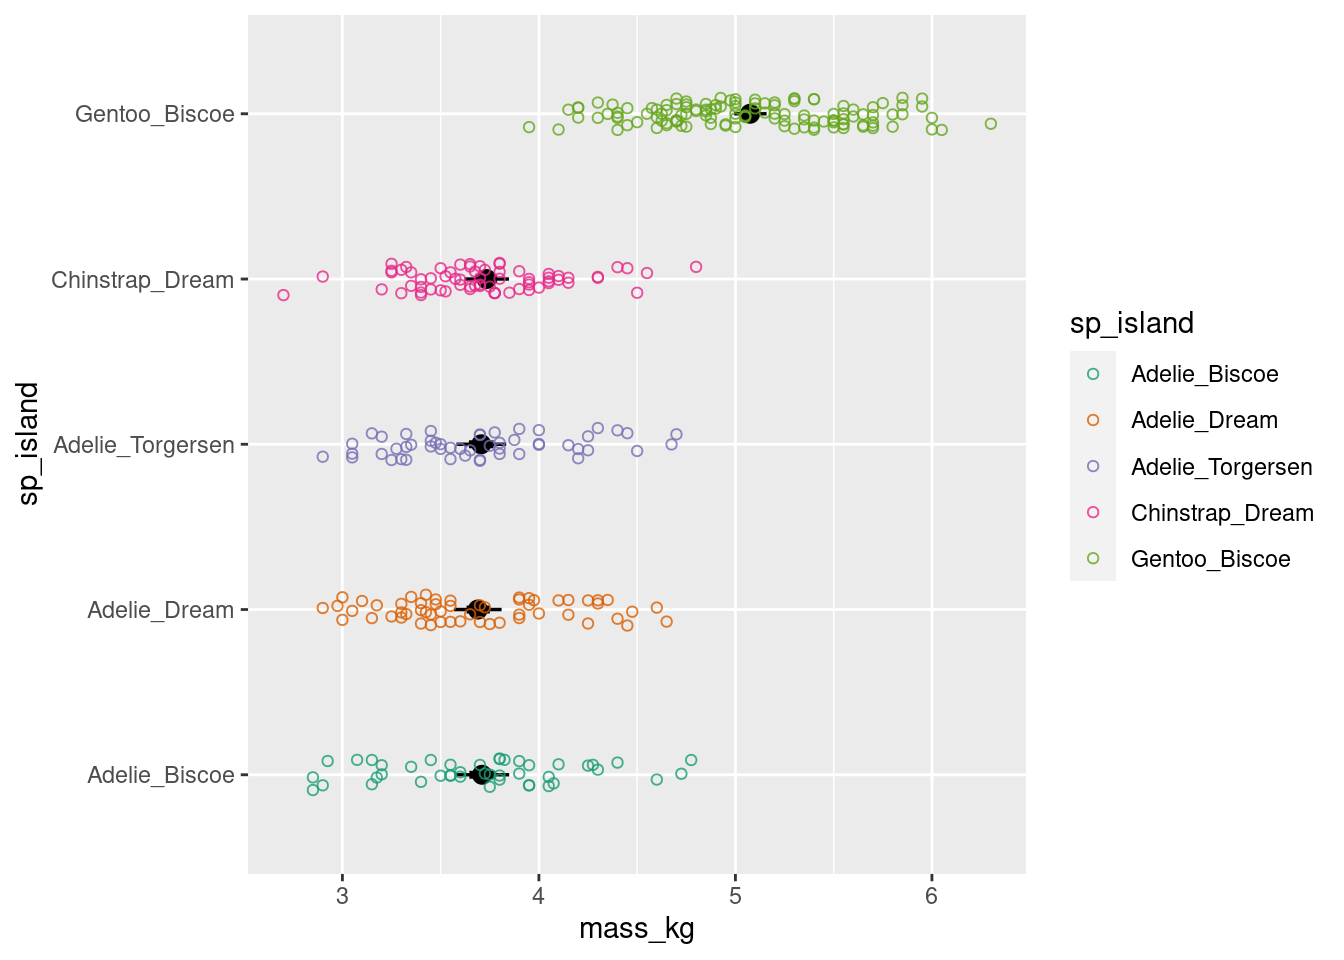 Gentoo_Biscoe
Chinstrap_Dream
Adelie_Torgersen
Adelie_Dream
Adelie_Biscoe
sp_island
3 4 5 6
mass_kg
sp_island
Adelie_Biscoe
Adelie_Dream
Adelie_Torgersen
Chinstrap_Dream
Gentoo_Biscoe